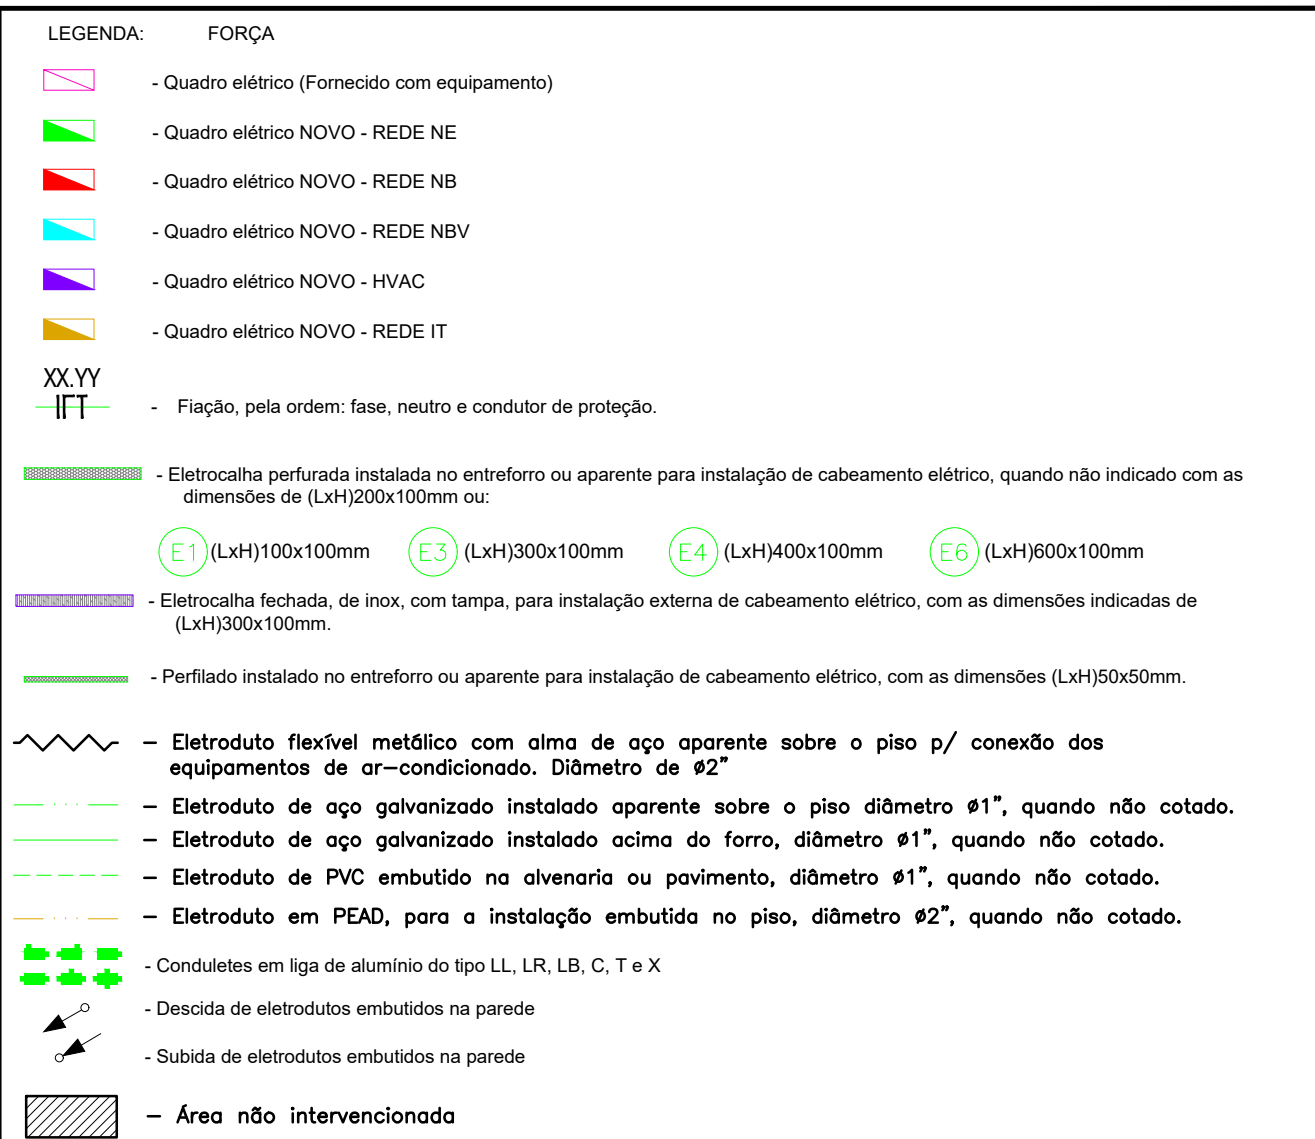 LEGENDA: FORÇA
- Quadro elétrico (Fornecido com equipamento)
- Quadro elétrico NOVO - REDE NE
- Quadro elétrico NOVO - REDE NB
- Quadro elétrico NOVO - REDE NBV
- Quadro elétrico NOVO - HVAC
- Quadro elétrico NOVO - REDE IT
XX.YY
- Fiação, pela ordem: fase, neutro e condutor de proteção.
- Eletrocalha perfurada instalada no entreforro ou aparente para instalação de cabeamento elétrico, quando não indicado com as
dimensões de (LxH)200x100mm ou:
E1 (LxH)100x100mm E3 (LxH)300x100mm E4 (LxH)400x100mm E6 (LxH)600x100mm
- Eletrocalha fechada, de inox, com tampa, para instalação externa de cabeamento elétrico, com as dimensões indicadas de
(LxH)300x100mm.
- Perfilado instalado no entreforro ou aparente para instalação de cabeamento elétrico, com as dimensões (LxH)50x50mm.
- Eletroduto flexível metálico com alma de aço aparente sobre o piso p/ conexão dos
equipamentos de ar-condicionado. Diâmetro de ø2"
- Eletroduto de aço galvanizado instalado aparente sobre o piso diâmetro ø1", quando não cotado.
- Eletroduto de aço galvanizado instalado acima do forro, diâmetro ø1", quando não cotado.
- Eletroduto de PVC embutido na alvenaria ou pavimento, diâmetro ø1", quando não cotado.
- Eletroduto em PEAD, para a instalação embutida no piso, diâmetro ø2", quando não cotado.
- Conduletes em liga de alumínio do tipo LL, LR, LB, C, T e X
- Descida de eletrodutos embutidos na parede
- Subida de eletrodutos embutidos na parede
- Área não intervencionada